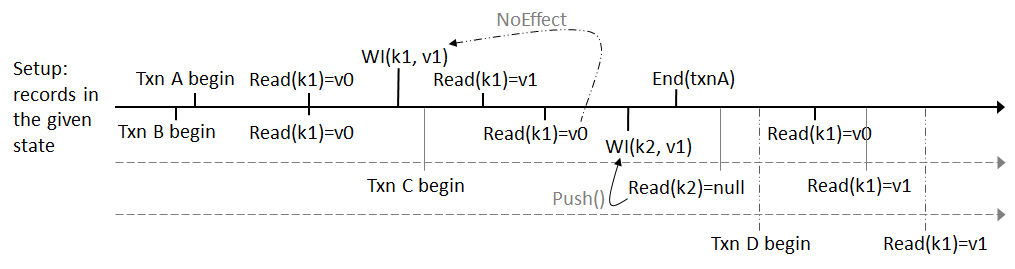 NoEffect
WI(k1, v1)
Setup:
records in
the given
state
Txn A begin
Read(k1)=v0
Read(k1)=v1
End(txnA)
Txn B begin
Read(k1)=v0
Read(k1)=v0
WI(k2, v1)
Read(k1)=v0
Txn C begin
Push()
Read(k2)=null
Read(k1)=v1
Txn D begin
Read(k1)=v1